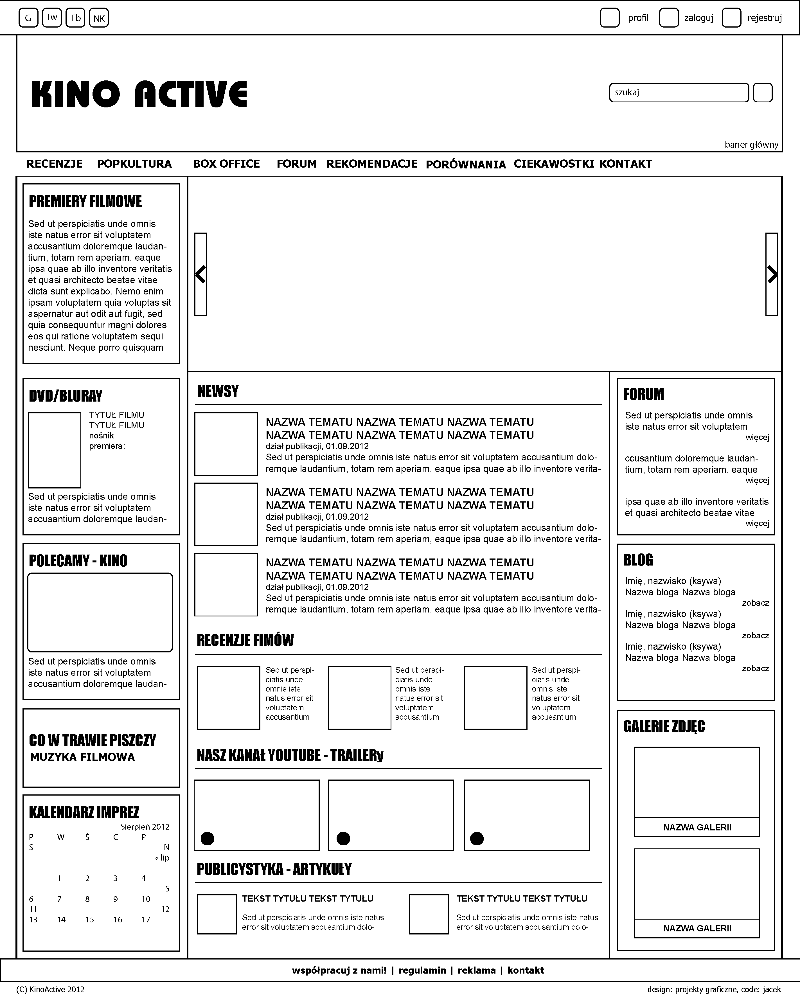 G Tw Fb NK
profil zaloguj rejestruj
KINO ACTIVE
szukaj
baner główny
RECENZJE POPKULTURA BOX OFFICE FORUM REKOMENDACJE PORÓWNANIA CIEKAWOSTKI KONTAKT
PREMIERY FILMOWE
Sed ut perspiciatis unde omnis
iste natus error sit voluptatem
accusantium doloremque laudan-
tium, totam rem aperiam, eaque
ipsa quae ab illo inventore veritatis
et quasi architecto beatae vitae
dicta sunt explicabo. Nemo enim
ipsam voluptatem quia voluptas sit
aspernatur aut odit aut fugit, sed
quia consequuntur magni dolores
eos qui ratione voluptatem sequi
nesciunt. Neque porro quisquam
DVD/BLURAY
TYTUŁ FILMU
TYTUŁ FILMU
nośnik
premiera:
Sed ut perspiciatis unde omnis
iste natus error sit voluptatem
accusantium doloremque laudan-
POLECAMY - KINO
Sed ut perspiciatis unde omnis
iste natus error sit voluptatem
accusantium doloremque laudan-
CO W TRAWIE PISZCZY
MUZYKA FILMOWA
KALENDARZ IMPREZ
Sierpień 2012
P W Ś C P
S N
« lip
1 2 3 4
5
6 7 8 9 10
11 12
13 14 15 16 17
NEWSY
NAZWA TEMATU NAZWA TEMATU NAZWA TEMATU
NAZWA TEMATU NAZWA TEMATU NAZWA TEMATU
dział publikacji, 01.09.2012
Sed ut perspiciatis unde omnis iste natus error sit voluptatem accusantium dolo-
remque laudantium, totam rem aperiam, eaque ipsa quae ab illo inventore verita-
NAZWA TEMATU NAZWA TEMATU NAZWA TEMATU
NAZWA TEMATU NAZWA TEMATU NAZWA TEMATU
dział publikacji, 01.09.2012
Sed ut perspiciatis unde omnis iste natus error sit voluptatem accusantium dolo-
remque laudantium, totam rem aperiam, eaque ipsa quae ab illo inventore verita-
NAZWA TEMATU NAZWA TEMATU NAZWA TEMATU
NAZWA TEMATU NAZWA TEMATU NAZWA TEMATU
dział publikacji, 01.09.2012
Sed ut perspiciatis unde omnis iste natus error sit voluptatem accusantium dolo-
remque laudantium, totam rem aperiam, eaque ipsa quae ab illo inventore verita-
RECENZJE FIMÓW
Sed ut perspi-
ciatis unde
omnis iste
natus error sit
voluptatem
accusantium
Sed ut perspi-
ciatis unde
omnis iste
natus error sit
voluptatem
accusantium
Sed ut perspi-
ciatis unde
omnis iste
natus error sit
voluptatem
accusantium
NASZ KANAŁ YOUTUBE - TRAILERy
PUBLICYSTYKA - ARTYKUŁY
TEKST TYTUŁU TEKST TYTUŁU
Sed ut perspiciatis unde omnis iste natus
error sit voluptatem accusantium dolo-
TEKST TYTUŁU TEKST TYTUŁU
Sed ut perspiciatis unde omnis iste natus
error sit voluptatem accusantium dolo-
FORUM
Sed ut perspiciatis unde omnis
iste natus error sit voluptatem
więcej
ccusantium doloremque laudan-
tium, totam rem aperiam, eaque
więcej
ipsa quae ab illo inventore veritatis
et quasi architecto beatae vitae
więcej
BLOG
Imię, nazwisko (ksywa)
Nazwa bloga Nazwa bloga
zobacz
Imię, nazwisko (ksywa)
Nazwa bloga Nazwa bloga
zobacz
Imię, nazwisko (ksywa)
Nazwa bloga Nazwa bloga
zobacz
GALERIE ZDJĘC
NAZWA GALERII
NAZWA GALERII
współpracuj z nami! | regulamin | reklama | kontakt
(C) KinoActive 2012
design: projekty graficzne, code: jacek